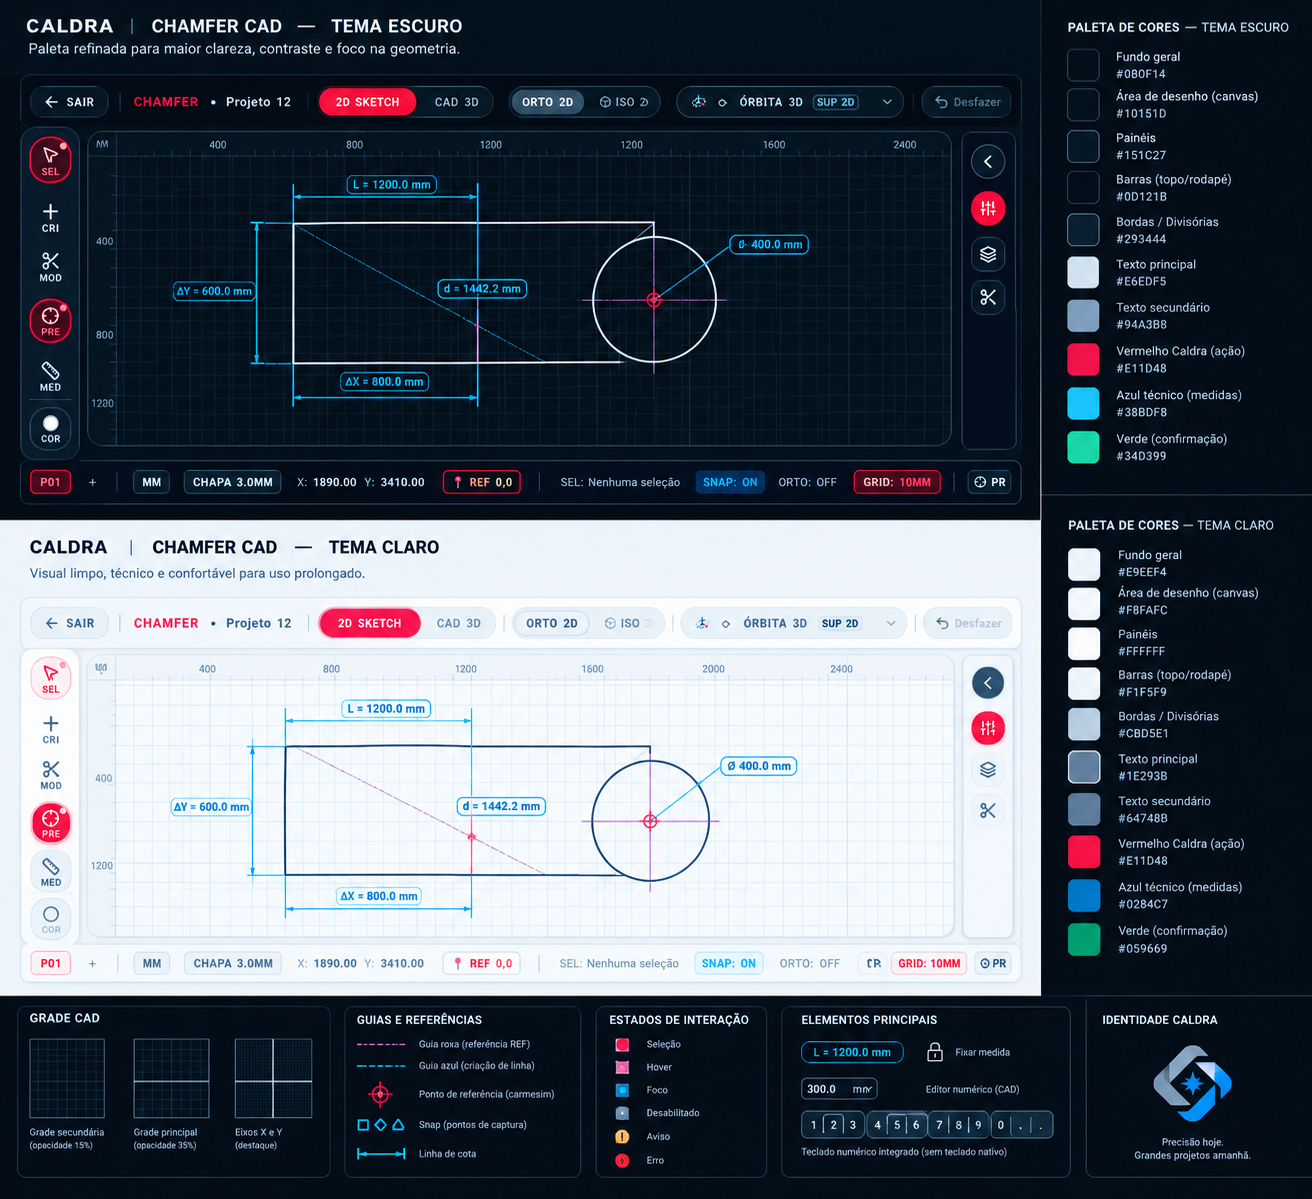 CALDRA | CHAMFER CAD — TEMA ESCURO
Paleta refinada para maior clareza, contraste e foco na geometria.
SAIR
CHAMFER • Projeto 12
2D SKETCH
CAD 3D
ORTO 2D
ISO
ÓRBITA 3D
SUP 2D
Desfazer
SEL
CRI
MOD
PRE
MED
COR
400
800
1200
1200
1600
2400
400
800
L = 1200.0 mm
Ø 400.0 mm
ΔY = 600.0 mm
d = 1442.2 mm
ΔX = 800.0 mm
P01
+
MM
CHAPA 3.0MM
X: 1890.00 Y: 3410.00
REF 0,0
SEL: Nenhuma seleção
SNAP: ON
ORTO: OFF
GRID: 10MM
PR
PALETA DE CORES — TEMA ESCURO
Fundo geral
#0B0F14
Área de desenho (canvas)
#10151D
Painéis
#151C27
Barras (topo/rodapé)
#0D121B
Bordas / Divisórias
#293444
Texto principal
#E6EDF5
Texto secundário
#94A3B8
Vermelho Caldra (ação)
#E11D48
Azul técnico (medidas)
#38BDF8
Verde (confirmação)
#34D399
CALDRA | CHAMFER CAD — TEMA CLARO
Visual limpo, técnico e confortável para uso prolongado.
SAIR
CHAMFER • Projeto 12
2D SKETCH
CAD 3D
ORTO 2D
ISO
ÓRBITA 3D
SUP 2D
Desfazer
SEL
CRI
MOD
PRE
MED
COR
400
800
1200
1600
2000
2400
400
1200
L = 1200.0 mm
Ø 400.0 mm
ΔY = 600.0 mm
d = 1442.2 mm
ΔX = 800.0 mm
P01
+
MM
CHAPA 3.0MM
X: 1890.00 Y: 3410.00
REF 0,0
SEL: Nenhuma seleção
SNAP: ON
ORTO: OFF
GRID: 10MM
PR
PALETA DE CORES — TEMA CLARO
Fundo geral
#E9EEF4
Área de desenho (canvas)
#F8FAFC
Painéis
#FFFFFF
Barras (topo/rodapé)
#F1F5F9
Bordas / Divisórias
#CBD5E1
Texto principal
#1E293B
Texto secundário
#64748B
Vermelho Caldra (ação)
#E11D48
Azul técnico (medidas)
#0284C7
Verde (confirmação)
#059669
GRADE CAD
Grade secundária
(opacidade 15%)
Grade principal
(opacidade 35%)
Eixos X e Y
(destaque)
GUIAS E REFERÊNCIAS
Guia roxa (referência REF)
Guia azul (criação de linha)
Ponto de referência (carmesim)
Snap (pontos de captura)
Linha de cota
ESTADOS DE INTERAÇÃO
Seleção
Hover
Foco
Desabilitado
Aviso
Erro
ELEMENTOS PRINCIPAIS
L = 1200.0 mm
Fixar medida
300.0 mm
Editor numérico (CAD)
1 2 3 4 5 6 7 8 9 0 . .
Teclado numérico integrado (sem teclado nativo)
IDENTIDADE CALDRA
Precisão hoje.
Grandes projetos amanhã.